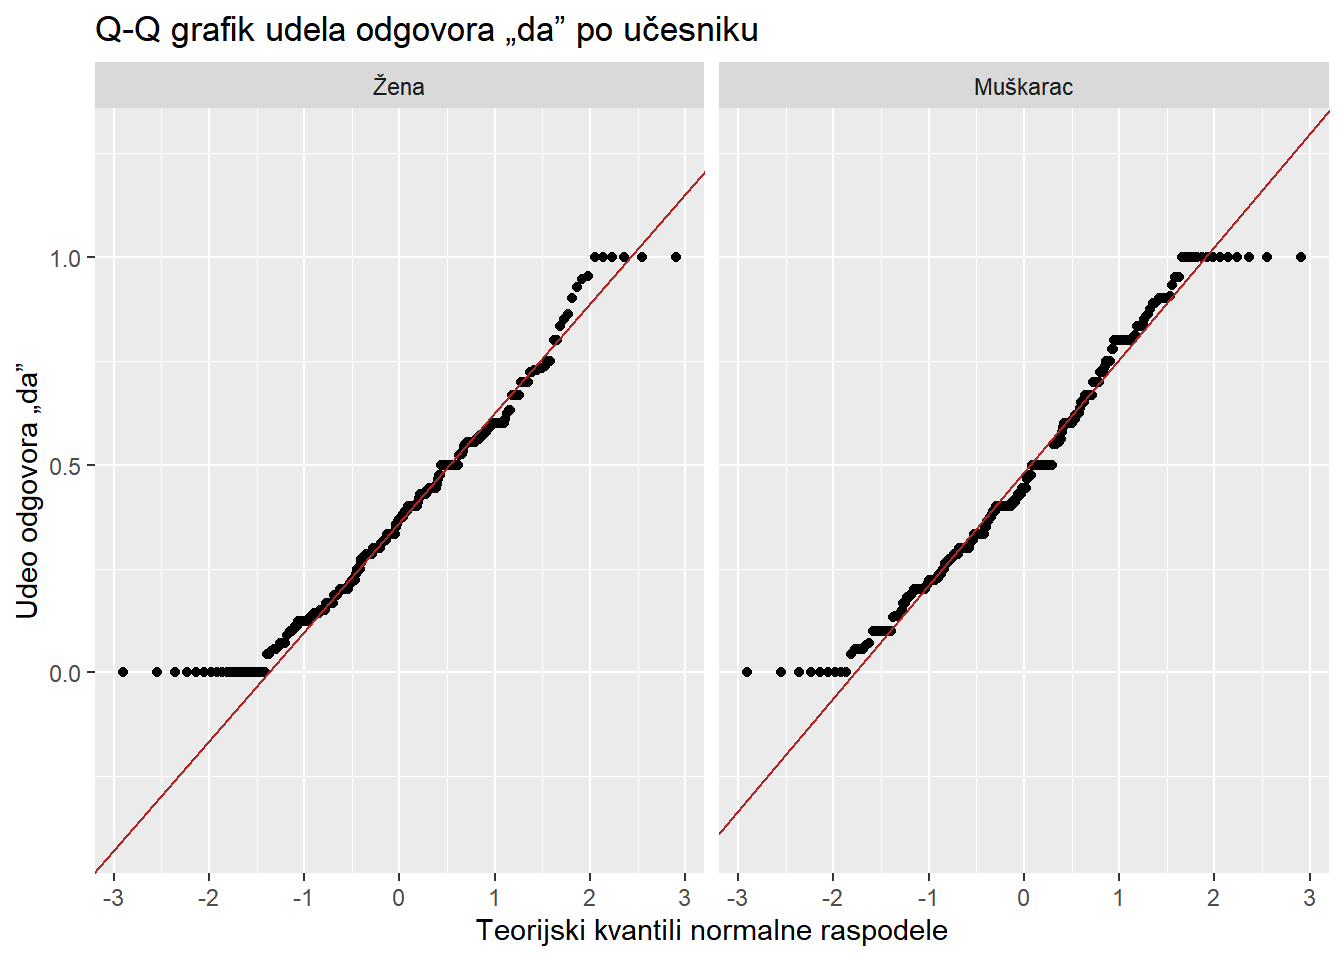 Q-Q grafik udela odgovora „da” po učesniku
Žena
Muškarac
Udeo odgovora „da”
1.0
0.5
0.0
-3 -2 -1 0 1 2 3
-3 -2 -1 0 1 2 3
Teorijski kvantili normalne raspodele